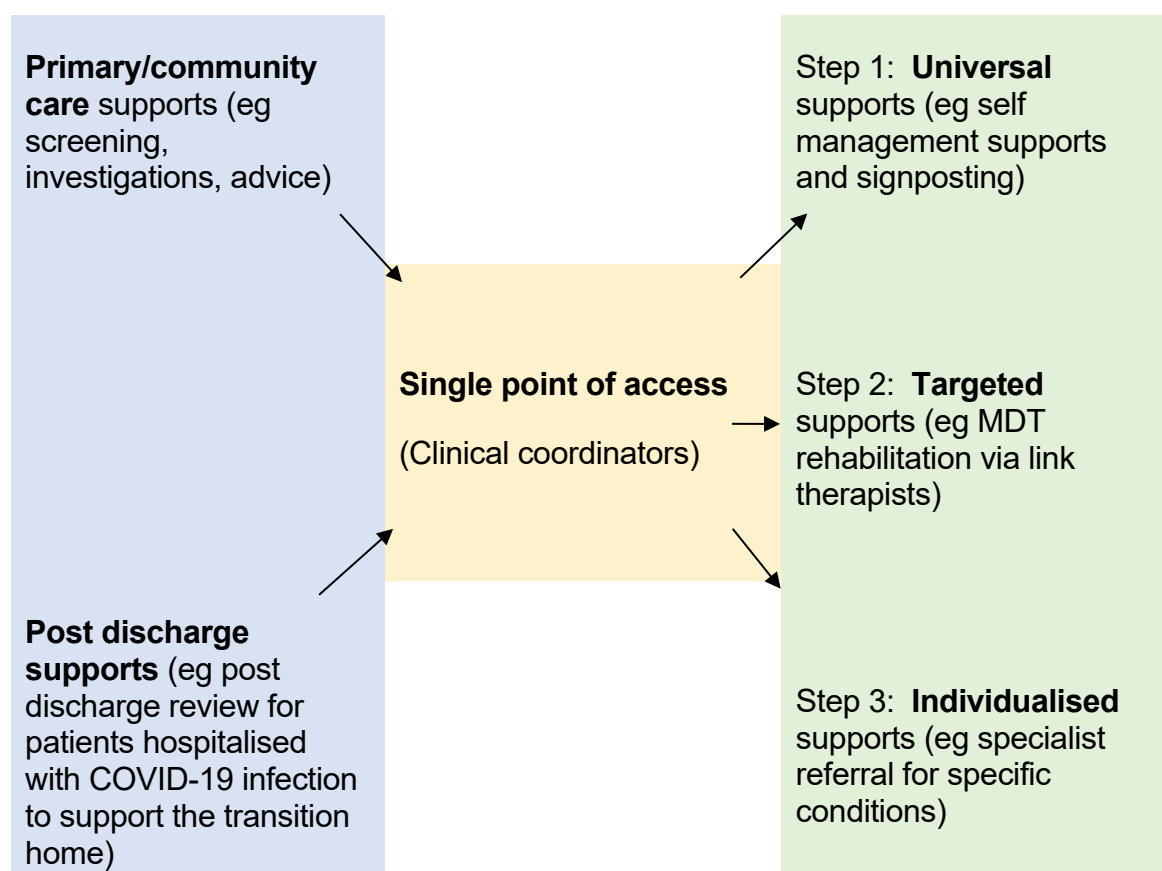 Primary/community
care supports (eg
screening,
investigations, advice)
Post discharge
supports (eg post
discharge review for
patients hospitalised
with COVID-19 infection
to support the transition
home)
Single point of access
(Clinical coordinators)
Step 1: Universal
supports (eg self
management supports
and signposting)
Step 2: Targeted
supports (eg MDT
rehabilitation via link
therapists)
Step 3: Individualised
supports (eg specialist
referral for specific
conditions)